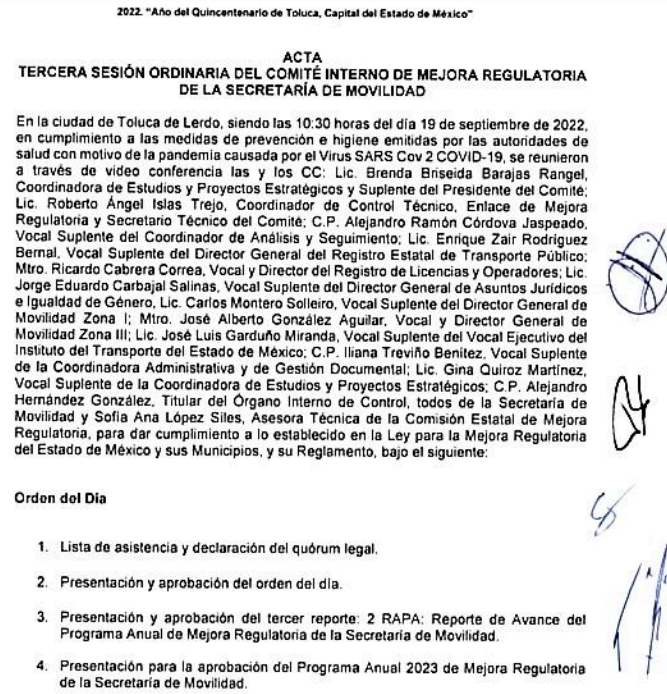 2022. "Año del Quincentenario de Toluca, Capital del Estado de México"
ACTA
TERCERA SESIÓN ORDINARIA DEL COMITÉ INTERNO DE MEJORA REGULATORIA
DE LA SECRETARÍA DE MOVILIDAD
En la ciudad de Toluca de Lerdo, siendo las 10:30 horas del día 19 de septiembre de 2022,
en cumplimiento a las medidas de prevención e higiene emitidas por las autoridades de
salud con motivo de la pandemia causada por el Virus SARS Cov 2 COVID-19, se reunieron
a través de video conferencia las y los CC: Lic. Brenda Briseida Barajas Rangel,
Coordinadora de Estudios y Proyectos Estratégicos y Suplente del Presidente del Comité;
Lic. Roberto Ángel Islas Trejo, Coordinador de Control Técnico, Enlace de Mejora
Regulatoria y Secretario Técnico del Comité; C.P. Alejandro Ramón Córdova Jaspeado,
Vocal Suplente del Coordinador de Análisis y Seguimiento; Lic. Enrique Zair Rodríguez
Bernal, Vocal Suplente del Director General del Registro Estatal de Transporte Público;
Mtro. Ricardo Cabrera Correa, Vocal y Director del Registro de Licencias y Operadores; Lic.
Jorge Eduardo Carbajal Salinas, Vocal Suplente del Director General de Asuntos Jurídicos
e Igualdad de Género, Lic. Carlos Montero Solleiro, Vocal Suplente del Director General de
Movilidad Zona I; Mtro. José Alberto González Aguilar, Vocal y Director General de
Movilidad Zona III; Lic. José Luis Garduño Miranda, Vocal Suplente del Vocal Ejecutivo del
Instituto del Transporte del Estado de México; C.P. Iliana Treviño Benítez, Vocal Suplente
de la Coordinadora Administrativa y de Gestión Documental; Lic. Gina Quiroz Martínez,
Vocal Suplente de la Coordinadora de Estudios y Proyectos Estratégicos; C.P. Alejandro
Hernández González, Titular del Órgano Interno de Control, todos de la Secretaría de
Movilidad y Sofía Ana López Siles, Asesora Técnica de la Comisión Estatal de Mejora
Regulatoria, para dar cumplimiento a lo establecido en la Ley para la Mejora Regulatoria
del Estado de México y sus Municipios, y su Reglamento, bajo el siguiente:
Orden del Día
1. Lista de asistencia y declaración del quórum legal.
2. Presentación y aprobación del orden del día.
3. Presentación y aprobación del tercer reporte: 2 RAPA: Reporte de Avance del
Programa Anual de Mejora Regulatoria de la Secretaría de Movilidad.
4. Presentación para la aprobación del Programa Anual 2023 de Mejora Regulatoria
de la Secretaría de Movilidad.